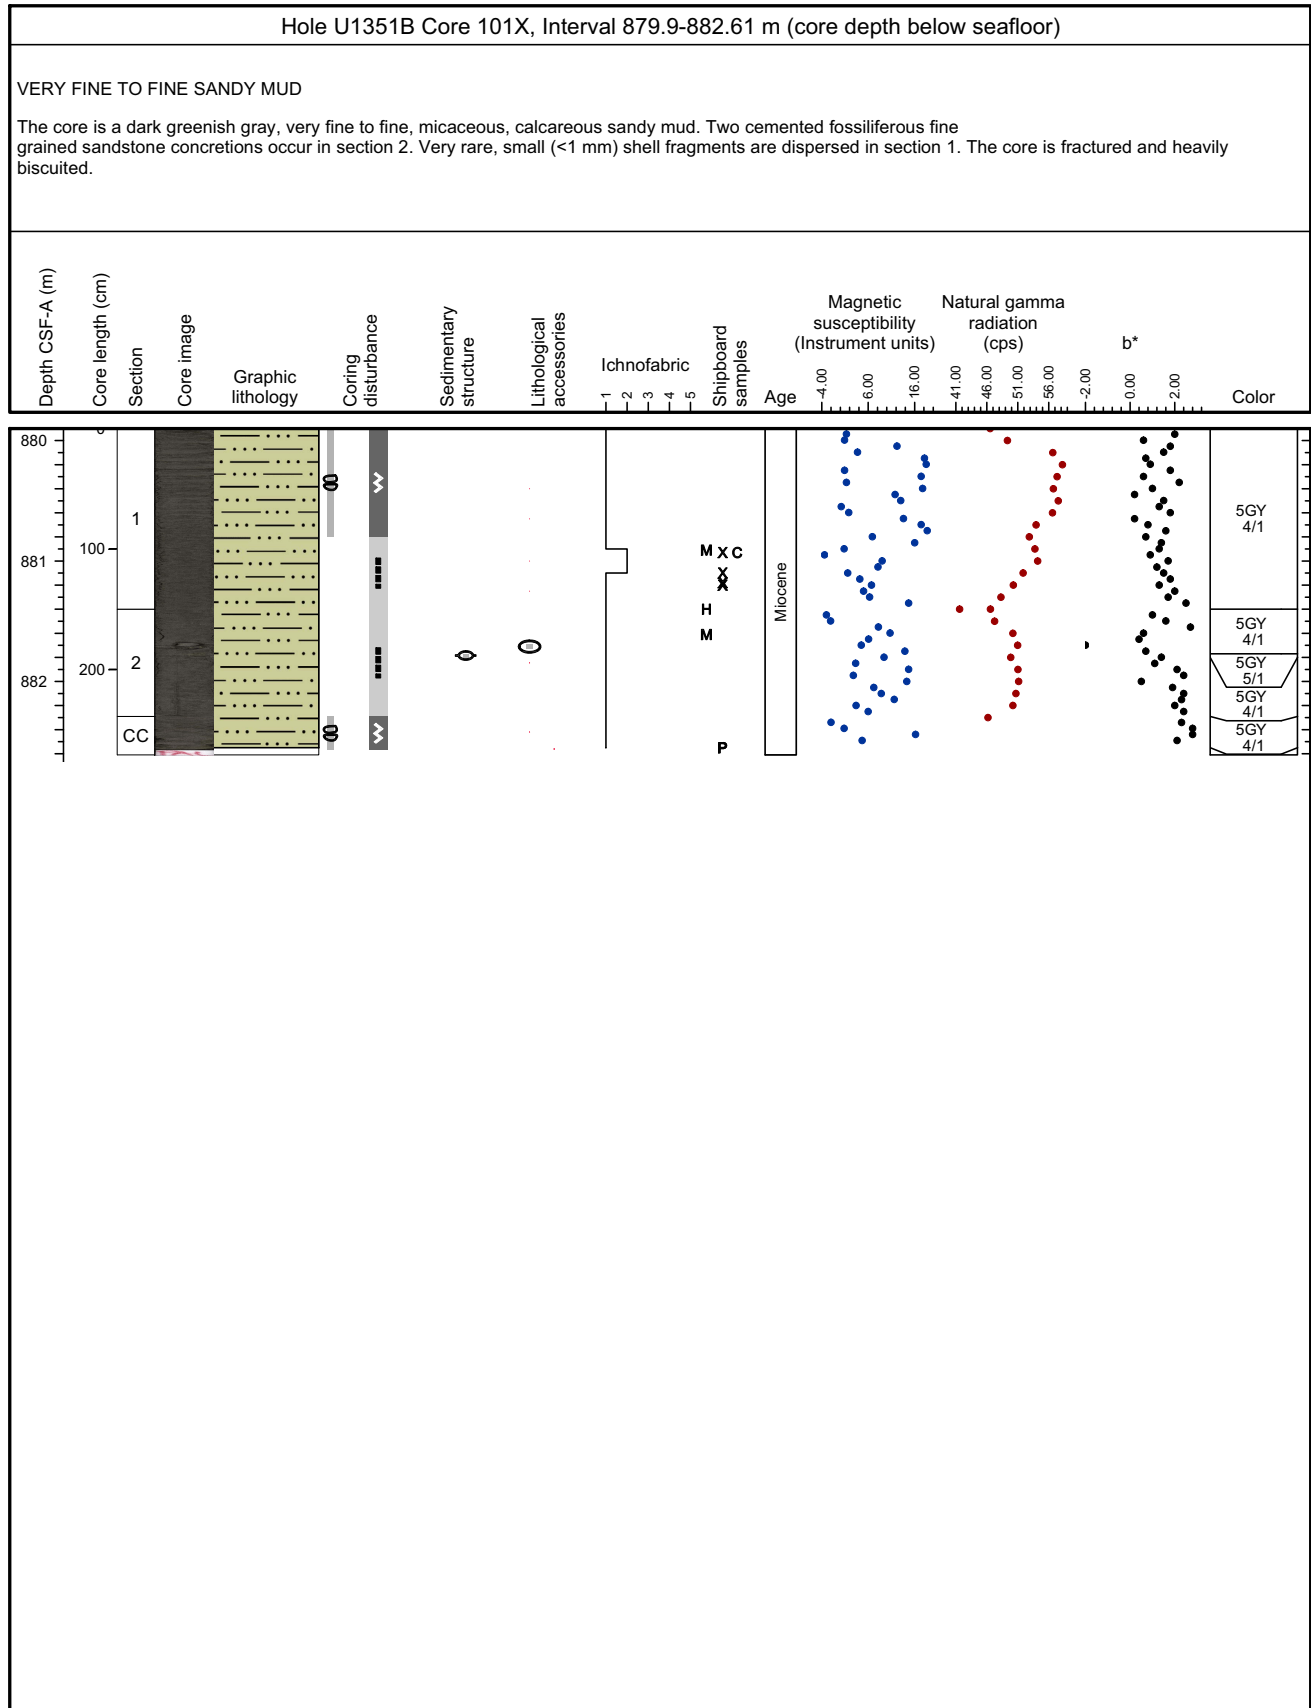 Hole U1351B Core 101X, Interval 879.9-882.61 m (core depth below seafloor)
VERY FINE TO FINE SANDY MUD
The core is a dark greenish gray, very fine to fine, micaceous, calcareous sandy mud. Two cemented fossiliferous fine
grained sandstone concretions occur in section 2. Very rare, small (<1 mm) shell fragments are dispersed in section 1. The core is fractured and heavily
biscuited.
Depth CSF-A (m)
Core length (cm)
Section
Core image
Graphic
lithology
Coring
disturbance
Sedimentary
structure
Lithological
accessories
Ichnofabric
1 2 3 4 5
Shipboard
samples
Age
Magnetic
susceptibility
(Instrument units)
-4.00 6.00 16.00
Natural gamma
radiation
(cps)
41.00 46.00 51.00 56.00
b*
-2.00 0.00 2.00
Color
880
881
882
0
100
200
1
2
CC
M X C
X
X
H
M
P
Miocene
5GY
4/1
5GY
4/1
5GY
5/1
5GY
4/1
5GY
4/1